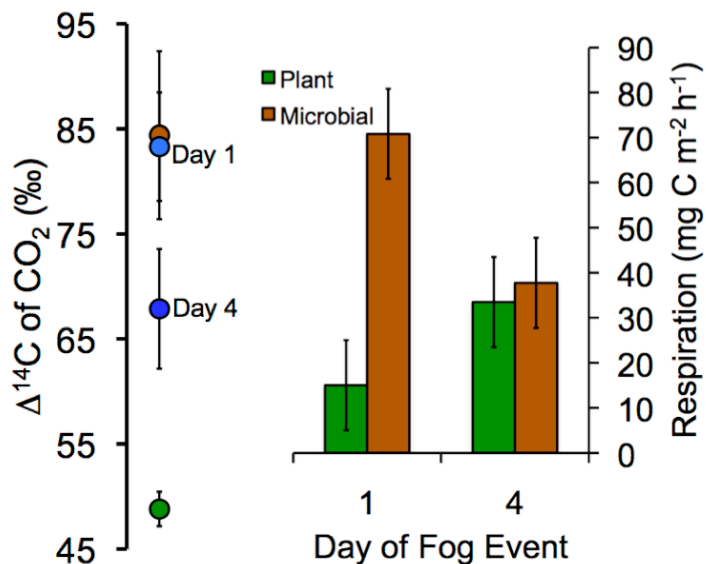 95
85
75
65
55
45
Δ¹⁴C of CO₂ (‰)
Day 1
Day 4
Plant
Microbial
90
80
70
60
50
40
30
20
10
0
Respiration (mg C m⁻² h⁻¹)
1 4
Day of Fog Event